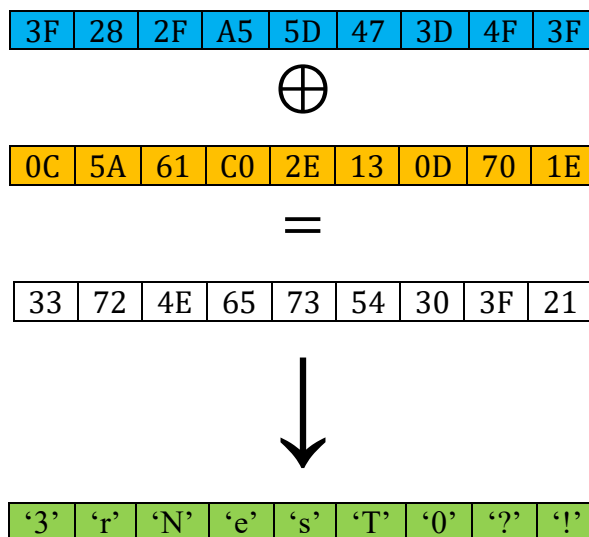 3F 28 2F A5 5D 47 3D 4F 3F
⊕
0C 5A 61 C0 2E 13 0D 70 1E
=
33 72 4E 65 73 54 30 3F 21
↓
‘3’ ‘r’ ‘N’ ‘e’ ‘s’ ‘T’ ‘0’ ‘?’ ‘!’